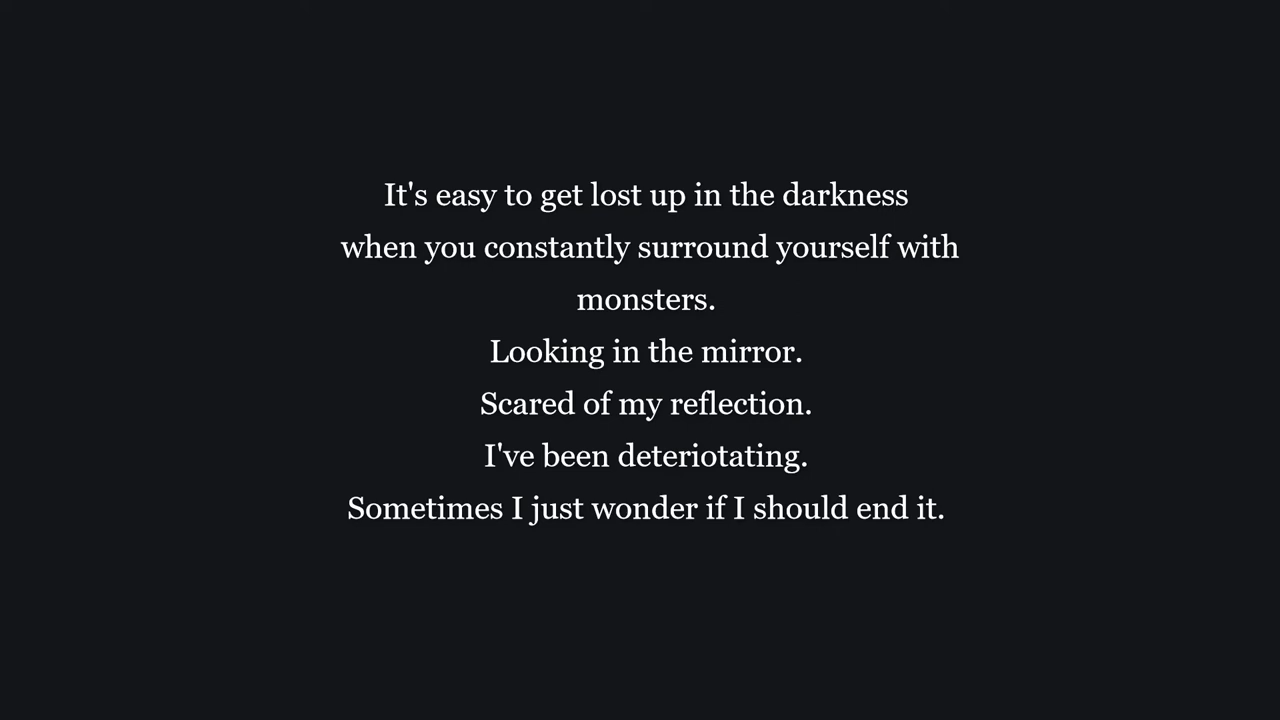 It's easy to get lost up in the darkness
when you constantly surround yourself with
monsters.
Looking in the mirror.
Scared of my reflection.
I've been deteriotating.
Sometimes I just wonder if I should end it.